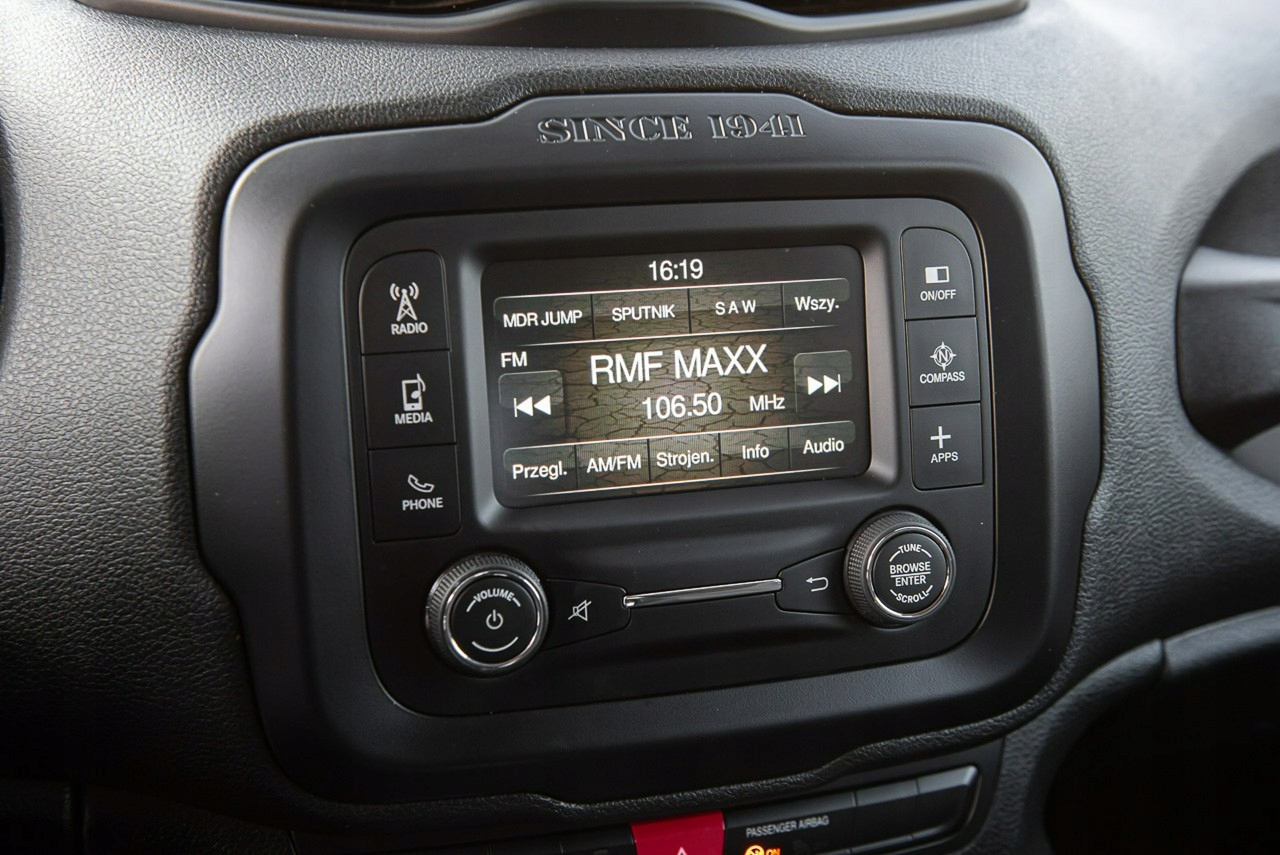 SINCE 1941
16:19
MDR JUMP SPUTNIK S A W Wszy.
FM
RMF MAXX
106.50 MHz
Przegl. AM/FM Strojen. Info Audio
RADIO
MEDIA
PHONE
ON/OFF
N
COMPASS
APPS
VOLUME
TUNE
BROWSE
ENTER
SCROLL
PASSENGER AIRBAG
ON